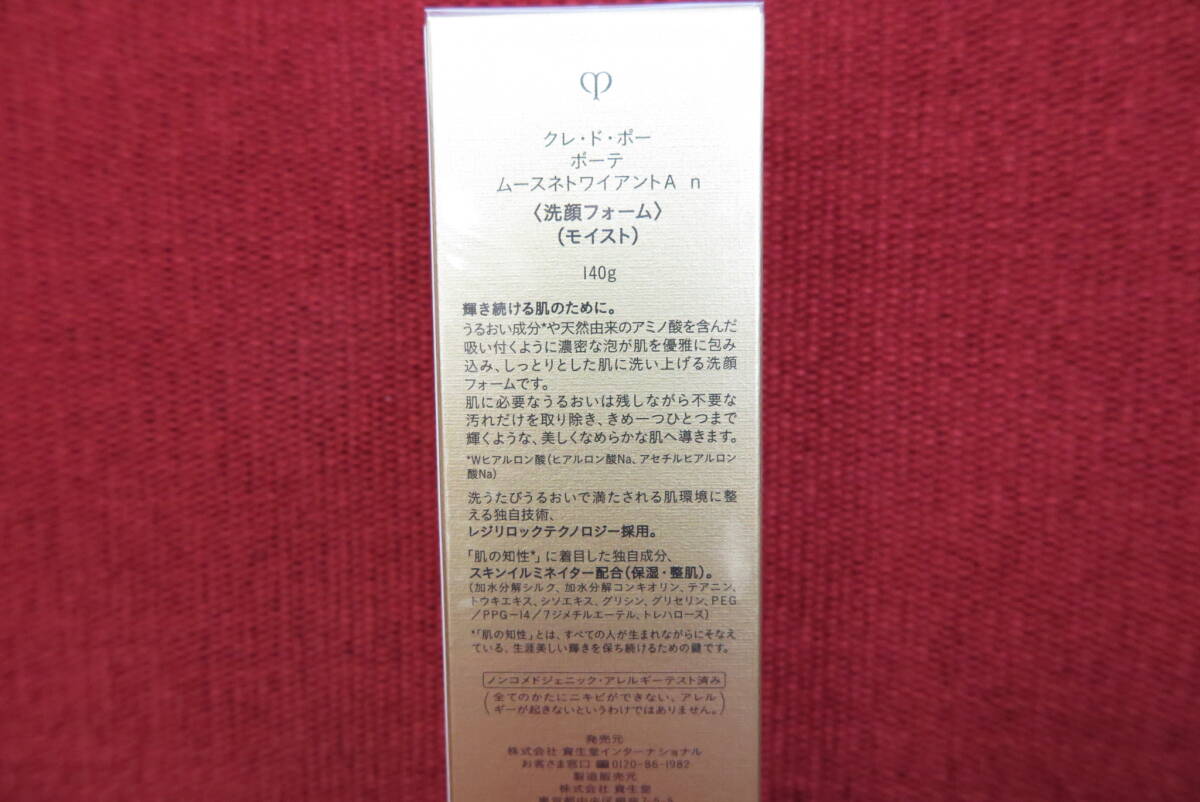 クレ・ド・ポー
ボーテ
ムースネトワイアントA n
〈洗顔フォーム〉
(モイスト)
140g
輝き続ける肌のために。
うるおい成分*や天然由来のアミノ酸を含んだ
吸い付くように濃密な泡が肌を優雅に包み
込み、しっとりとした肌に洗い上げる洗顔
フォームです。
肌に必要なうるおいは残しながら不要な
汚れだけを取り除き、きめ一つひとつまで
輝くような、美しくなめらかな肌へ導きます。
*Wヒアルロン酸(ヒアルロン酸Na、アセチルヒアルロン
酸Na)
洗うたびうるおいで満たされる肌環境に整
える独自技術、
レジリロックテクノロジー採用。
「肌の知性*」に着目した独自成分、
スキンイルミネイター配合(保湿・整肌)。
(加水分解シルク、加水分解コンキオリン、テアニン、
トウキエキス、シソエキス、グリシン、グリセリン、PEG
/PPG-14/7ジメチルエーテル、トレハロース)
*「肌の知性」とは、すべての人が生まれながらにそなえ
ている、生涯美しい輝きを保ち続けるための鍵です。
ノンコメドジェニック・アレルギーテスト済み
(全てのかたにニキビができない、アレル
ギーが起きないというわけではありません。)
発売元
株式会社 資生堂インターナショナル
お客さま窓口 0120-86-1982
製造販売元
株式会社 資生堂
東京都中央区銀座7-5-5